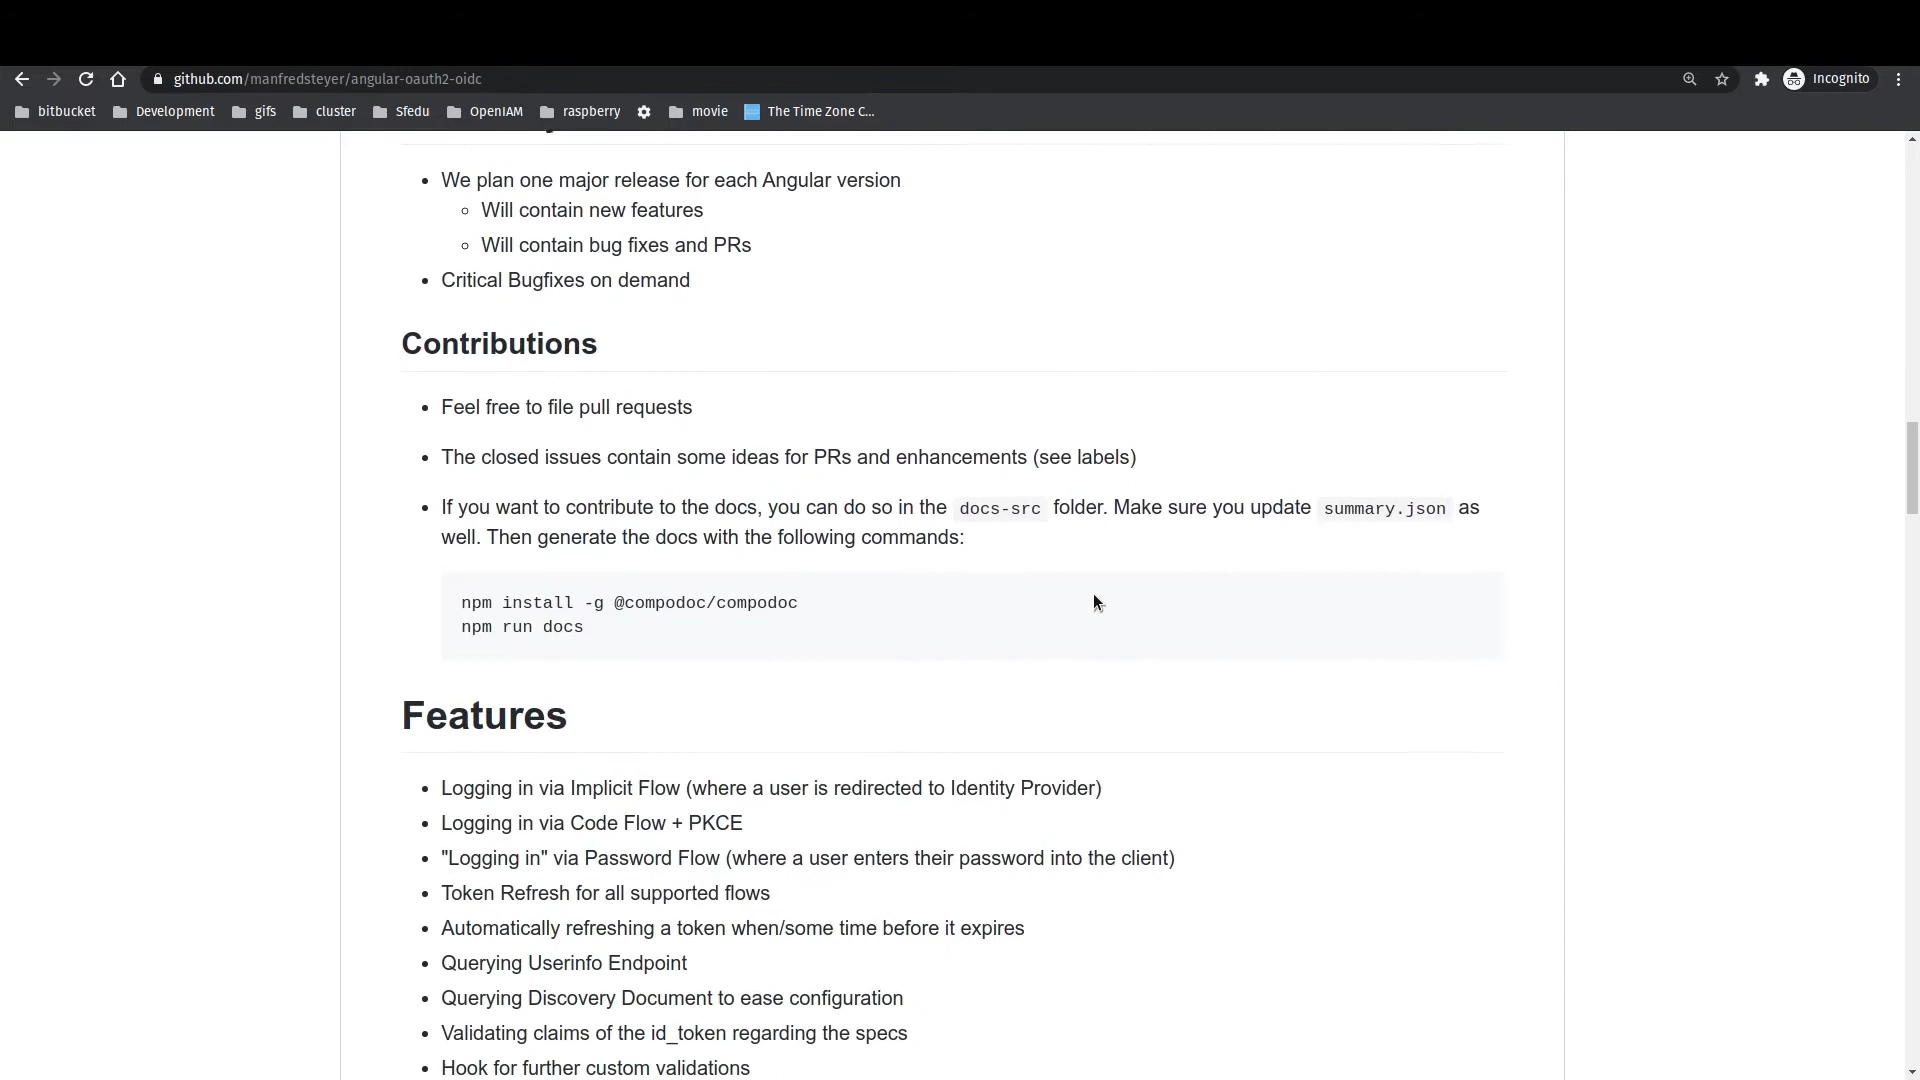 github.com/manfredsteyer/angular-oauth2-oidc
Incognito
bitbucket
Development
gifs
cluster
Sfedu
OpenIAM
raspberry
movie
The Time Zone C...
We plan one major release for each Angular version
Will contain new features
Will contain bug fixes and PRs
Critical Bugfixes on demand
Contributions
Feel free to file pull requests
The closed issues contain some ideas for PRs and enhancements (see labels)
If you want to contribute to the docs, you can do so in the docs-src folder. Make sure you update summary.json as
well. Then generate the docs with the following commands:
npm install -g @compodoc/compodoc
npm run docs
Features
Logging in via Implicit Flow (where a user is redirected to Identity Provider)
Logging in via Code Flow + PKCE
"Logging in" via Password Flow (where a user enters their password into the client)
Token Refresh for all supported flows
Automatically refreshing a token when/some time before it expires
Querying Userinfo Endpoint
Querying Discovery Document to ease configuration
Validating claims of the id_token regarding the specs
Hook for further custom validations